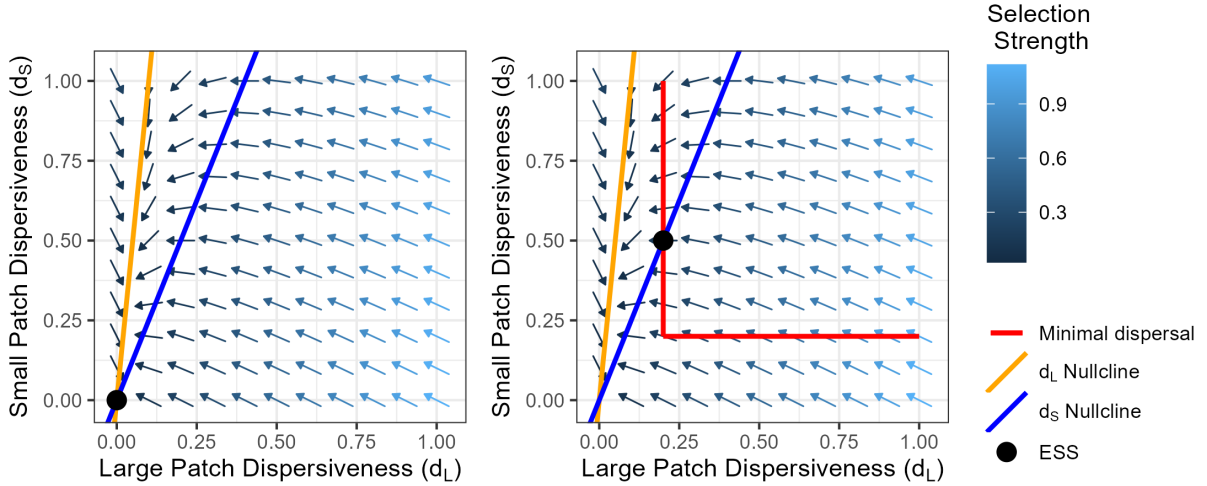 Small Patch Dispersiveness (dS)
1.00
0.75
0.50
0.25
0.00
0.00 0.25 0.50 0.75 1.00
Large Patch Dispersiveness (dL)
Small Patch Dispersiveness (dS)
1.00
0.75
0.50
0.25
0.00
0.00 0.25 0.50 0.75 1.00
Large Patch Dispersiveness (dL)
Selection
Strength
0.9
0.6
0.3
Minimal dispersal
dL Nullcline
dS Nullcline
ESS